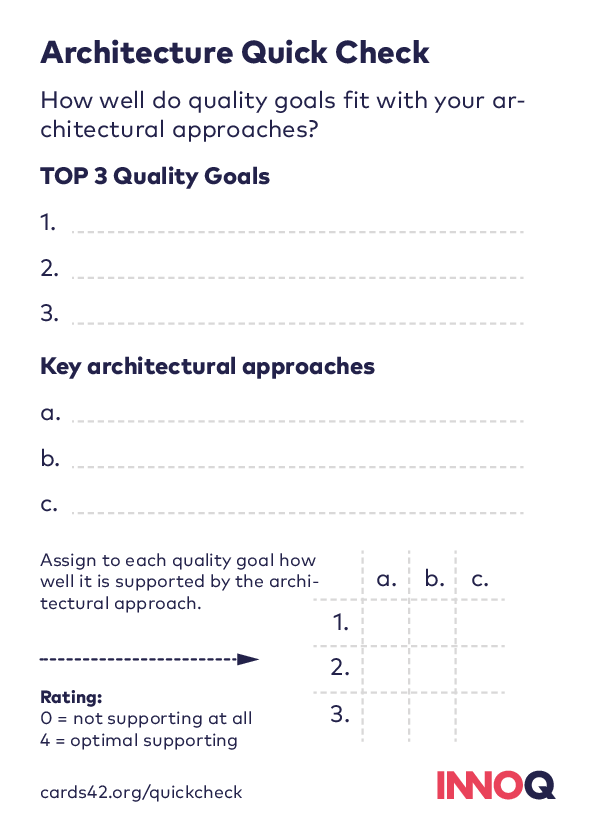 Architecture Quick Check
How well do quality goals fit with your ar-
chitectural approaches?
TOP 3 Quality Goals
1.
2.
3.
Key architectural approaches
a.
b.
c.
Assign to each quality goal how
well it is supported by the archi-
tectural approach.
a. b. c.
1.
2.
3.
Rating:
0 = not supporting at all
4 = optimal supporting
cards42.org/quickcheck
INNOQ